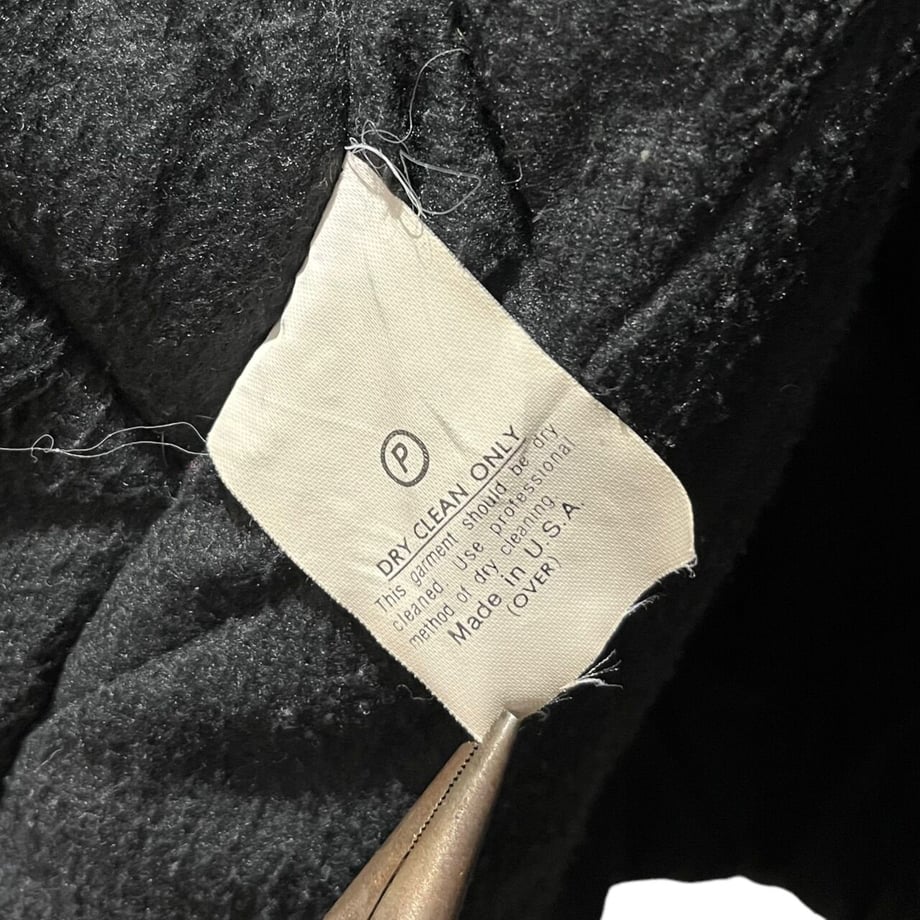 P
DRY CLEAN ONLY
This garment should be dry
cleaned. Use professional
method of dry cleaning
Made in U.S.A.
(OVER)